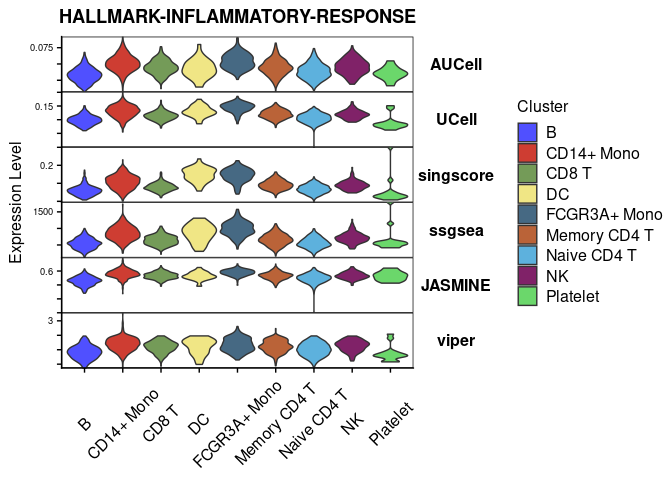 HALLMARK-INFLAMMATORY-RESPONSE
Expression Level
0.075
AUCell
0.15
UCell
0.2
singscore
1500
ssgsea
0.6
JASMINE
3
viper
B
CD14+ Mono
CD8 T
DC
FCGR3A+ Mono
Memory CD4 T
Naive CD4 T
NK
Platelet
Cluster
B
CD14+ Mono
CD8 T
DC
FCGR3A+ Mono
Memory CD4 T
Naive CD4 T
NK
Platelet